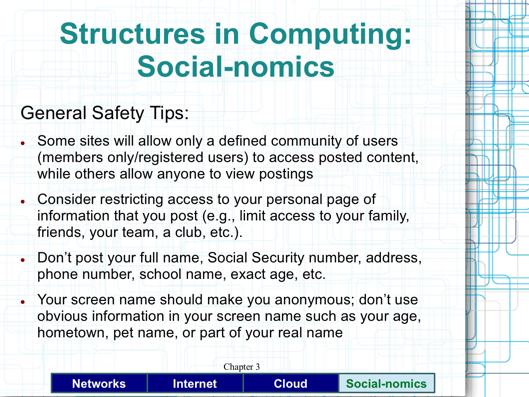 Structures in Computing:
Social-nomics
General Safety Tips:
● Some sites will allow only a defined community of users
(members only/registered users) to access posted content,
while others allow anyone to view postings
● Consider restricting access to your personal page of
information that you post (e.g., limit access to your family,
friends, your team, a club, etc.).
● Don’t post your full name, Social Security number, address,
phone number, school name, exact age, etc.
● Your screen name should make you anonymous; don’t use
obvious information in your screen name such as your age,
hometown, pet name, or part of your real name
Chapter 3
Networks Internet Cloud Social-nomics